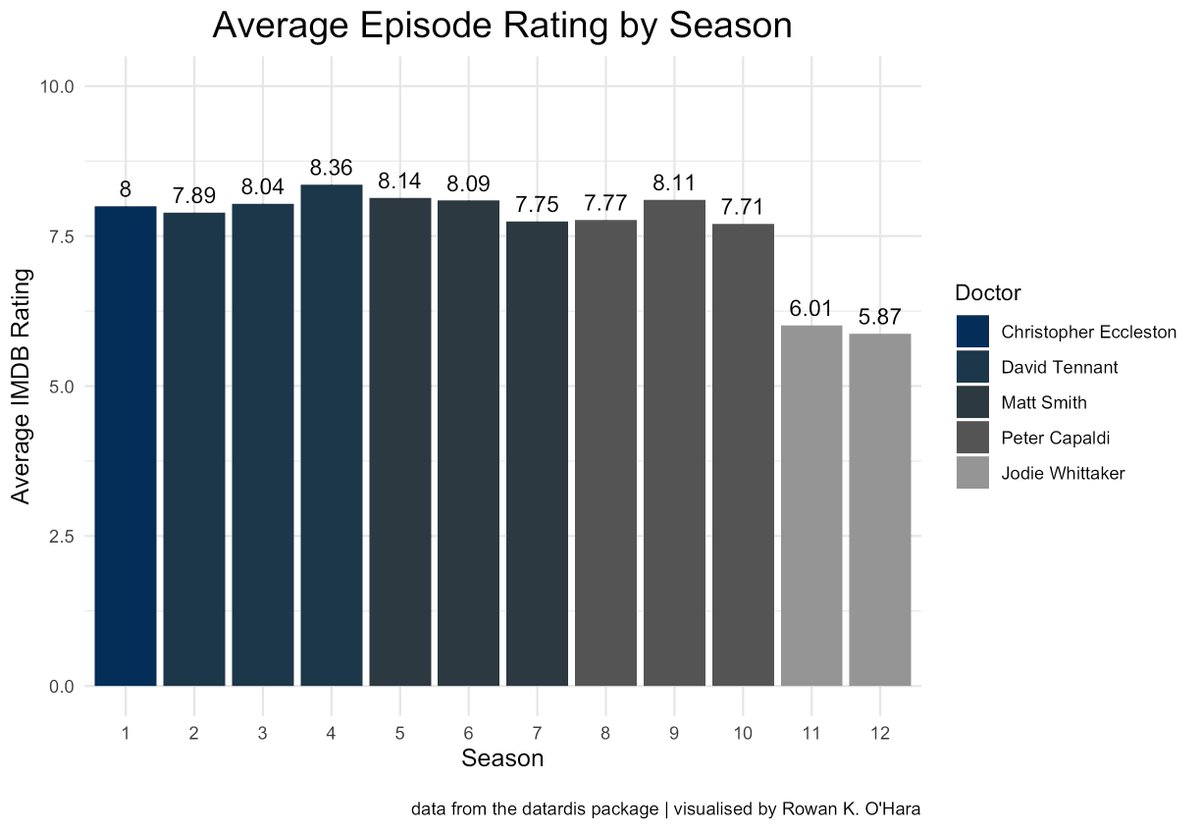 Average Episode Rating by Season
10.0
7.5
5.0
2.5
0.0
Average IMDB Rating
8
7.89
8.04
8.36
8.14
8.09
7.75
7.77
8.11
7.71
6.01
5.87
1 2 3 4 5 6 7 8 9 10 11 12
Season
Doctor
Christopher Eccleston
David Tennant
Matt Smith
Peter Capaldi
Jodie Whittaker
data from the datardis package | visualised by Rowan K. O'Hara